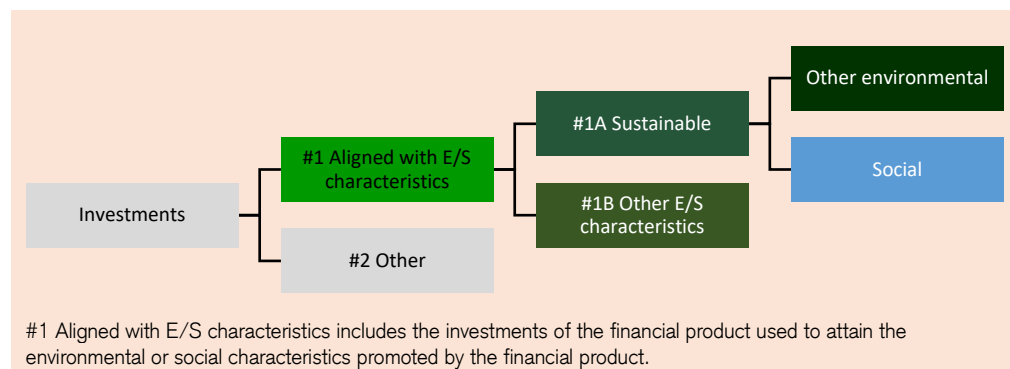 Other environmental
#1A Sustainable
#1 Aligned with E/S
characteristics
Social
Investments
#1B Other E/S
characteristics
#2 Other
#1 Aligned with E/S characteristics includes the investments of the financial product used to attain the
environmental or social characteristics promoted by the financial product.